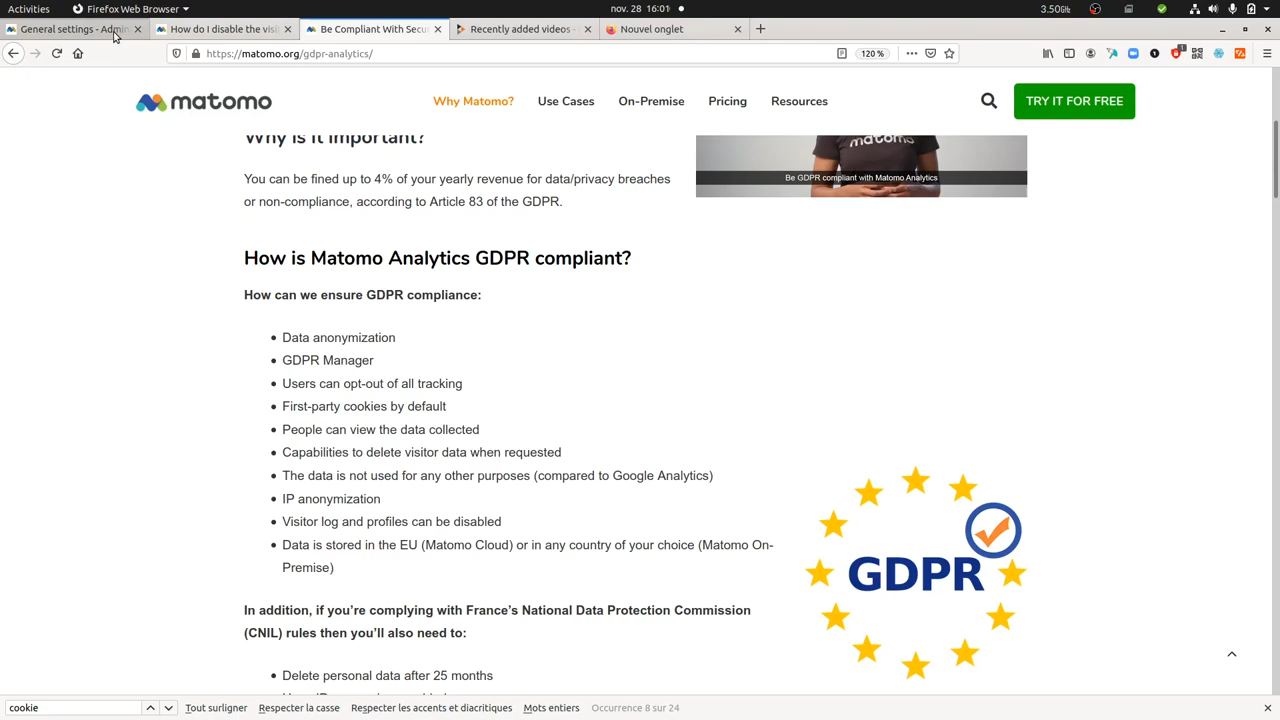 Activities
Firefox Web Browser
nov. 28 16:01
3.50 GiB
General settings - Admin
How do I disable the visi
Be Compliant With Secu
Recently added videos -
Nouvel onglet
https://matomo.org/gdpr-analytics/
120 %
1
matomo
Why Matomo?
Use Cases
On-Premise
Pricing
Resources
TRY IT FOR FREE
Why is it important?
You can be fined up to 4% of your yearly revenue for data/privacy breaches
or non-compliance, according to Article 83 of the GDPR.
matomo
Be GDPR compliant with Matomo Analytics
How is Matomo Analytics GDPR compliant?
How can we ensure GDPR compliance:
Data anonymization
GDPR Manager
Users can opt-out of all tracking
First-party cookies by default
People can view the data collected
Capabilities to delete visitor data when requested
The data is not used for any other purposes (compared to Google Analytics)
IP anonymization
Visitor log and profiles can be disabled
Data is stored in the EU (Matomo Cloud) or in any country of your choice (Matomo On-
Premise)
GDPR
In addition, if you’re complying with France’s National Data Protection Commission
(CNIL) rules then you’ll also need to:
Delete personal data after 25 months
cookie
Tout surligner
Respecter la casse
Respecter les accents et diacritiques
Mots entiers
Occurrence 8 sur 24